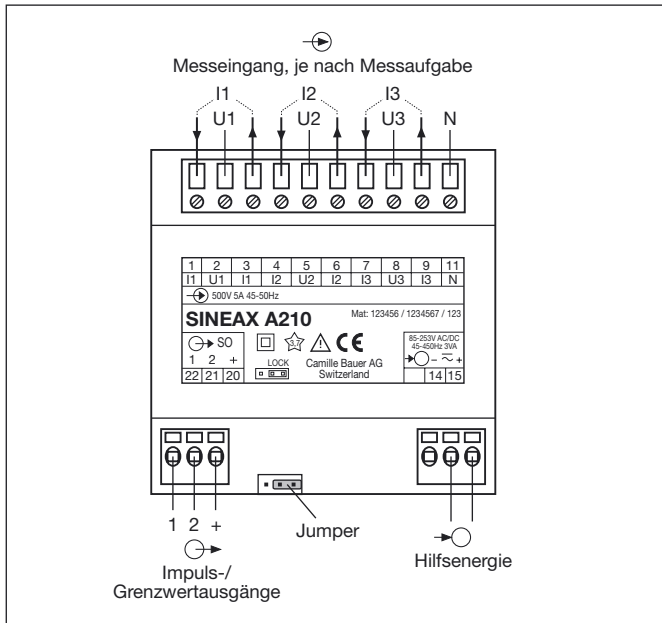 Messeingang, je nach Messaufgabe
I1 I2 I3
U1 U2 U3 N
1 2 3 4 5 6 7 8 9 11
I1 U1 I1 I2 U2 I2 I3 U3 I3 N
500V 5A 45-50Hz
SINEAX A210
Mat: 123456 / 1234567 / 123
SO
1 2 +
22 21 20
3,7
CE
LOCK
Camille Bauer AG
Switzerland
85-253V AC/DC
45-450Hz 3VA
- +
14 15
1 2 +
Jumper
Impuls-/
Grenzwertausgänge
Hilfsenergie